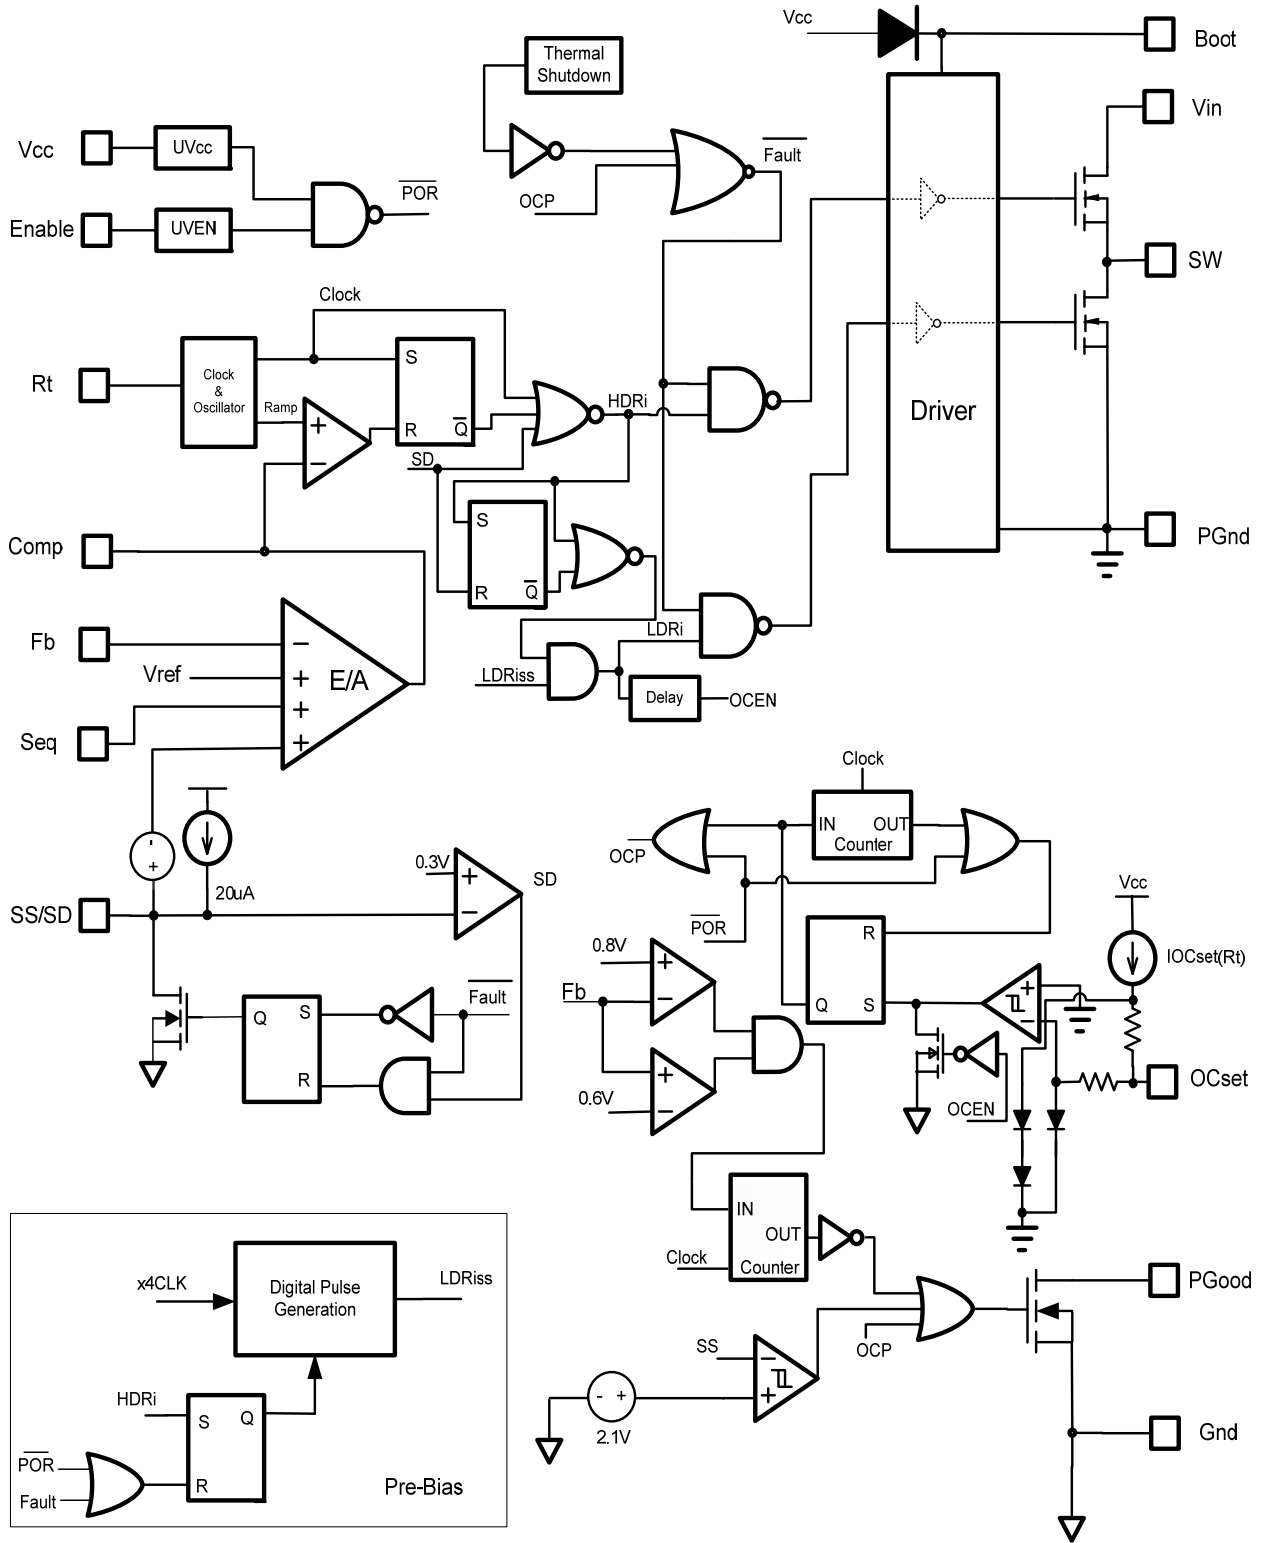 Vcc
Boot
Thermal
Shutdown
Vin
Vcc
UVcc
Fault
POR
OCP
Enable
UVEN
SW
Clock
Rt
Clock
&
Oscillator
Ramp
S
R
Q
+
−
HDRi
SD
Driver
S
R
Q
Comp
PGnd
Fb
−
Vref
+
E/A
+
Seq
+
LDRi
LDRiss
Delay
OCEN
Clock
IN
OUT
Counter
OCP
-
+
20uA
0.3V
+
−
SD
SS/SD
Vcc
POR
R
IOCset(Rt)
0.8V
+
−
Fb
Q
S
+
−
Fault
Q
S
R
+
0.6V
−
OCEN
OCset
IN
OUT
Counter
Clock
x4CLK
Digital Pulse
Generation
LDRiss
PGood
SS
−
+
OCP
- +
2.1V
HDRi
S
Q
R
POR
Fault
Pre-Bias
Gnd